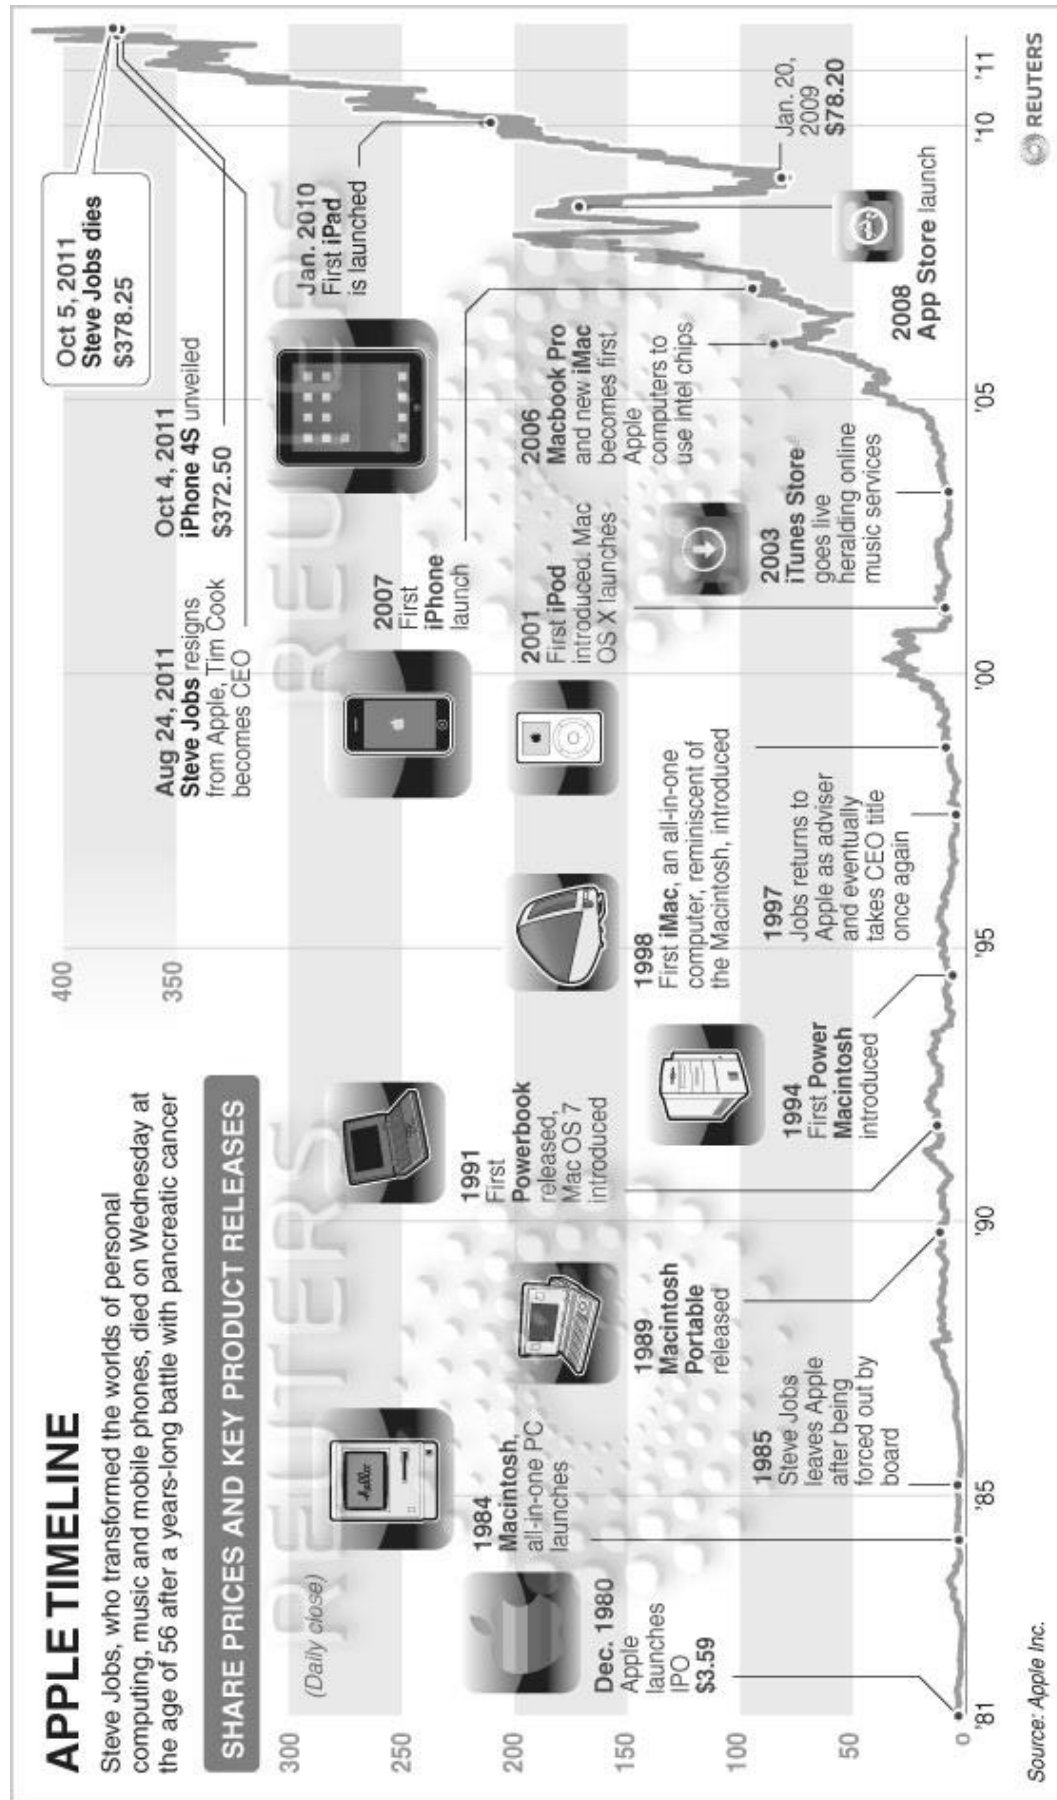 APPLE TIMELINE
Steve Jobs, who transformed the worlds of personal
computing, music and mobile phones, died on Wednesday at
the age of 56 after a years-long battle with pancreatic cancer
SHARE PRICES AND KEY PRODUCT RELEASES
(Daily close)
REUTERS
REUTERS
400
350
300
250
200
150
100
50
0
Dec. 1980
Apple
launches
IPO
$3.59
1984
Macintosh,
all-in-one PC
launches
hello
1985
Steve Jobs
leaves Apple
after being
forced out by
board
1989
Macintosh
Portable
released
1991
First
Powerbook
released,
Mac OS 7
introduced
1994
First Power
Macintosh
introduced
1997
Jobs returns to
Apple as adviser
and eventually
takes CEO title
once again
1998
First iMac, an all-in-one
computer, reminiscent of
the Macintosh, introduced
2001
First iPod
introduced. Mac
OS X launches
2003
iTunes Store
goes live
heralding online
music services
2006
Macbook Pro
and new iMac
becomes first
Apple
computers to
use intel chips
2007
First
iPhone
launch
2008
App Store launch
Jan. 20,
2009
$78.20
Jan. 2010
First iPad
is launched
Aug 24, 2011
Steve Jobs resigns
from Apple, Tim Cook
becomes CEO
Oct 4, 2011
iPhone 4S unveiled
$372.50
Oct 5, 2011
Steve Jobs dies
$378.25
'81
'85
'90
'95
'00
'05
'10
'11
Source: Apple Inc.
REUTERS